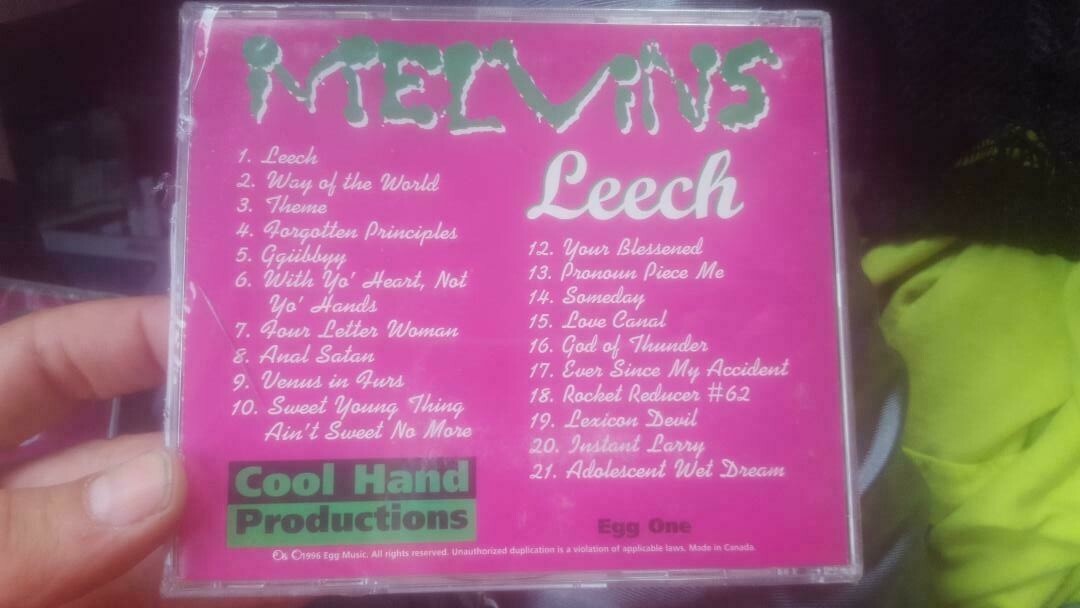 MELViNS
1. Leech
2. Way of the World
3. Theme
4. Forgotten Principles
5. Ggiibbyy
6. With Yo' Heart, Not
Yo' Hands
7. Four Letter Woman
8. Anal Satan
9. Venus in Furs
10. Sweet Young Thing
Ain't Sweet No More
Leech
12. Your Blessened
13. Pronoun Piece Me
14. Someday
15. Love Canal
16. God of Thunder
17. Ever Since My Accident
18. Rocket Reducer #62
19. Lexicon Devil
20. Instant Larry
21. Adolescent Wet Dream
Cool Hand
Productions
Egg One
℗& ©1996 Egg Music. All rights reserved. Unauthorized duplication is a violation of applicable laws. Made in Canada.